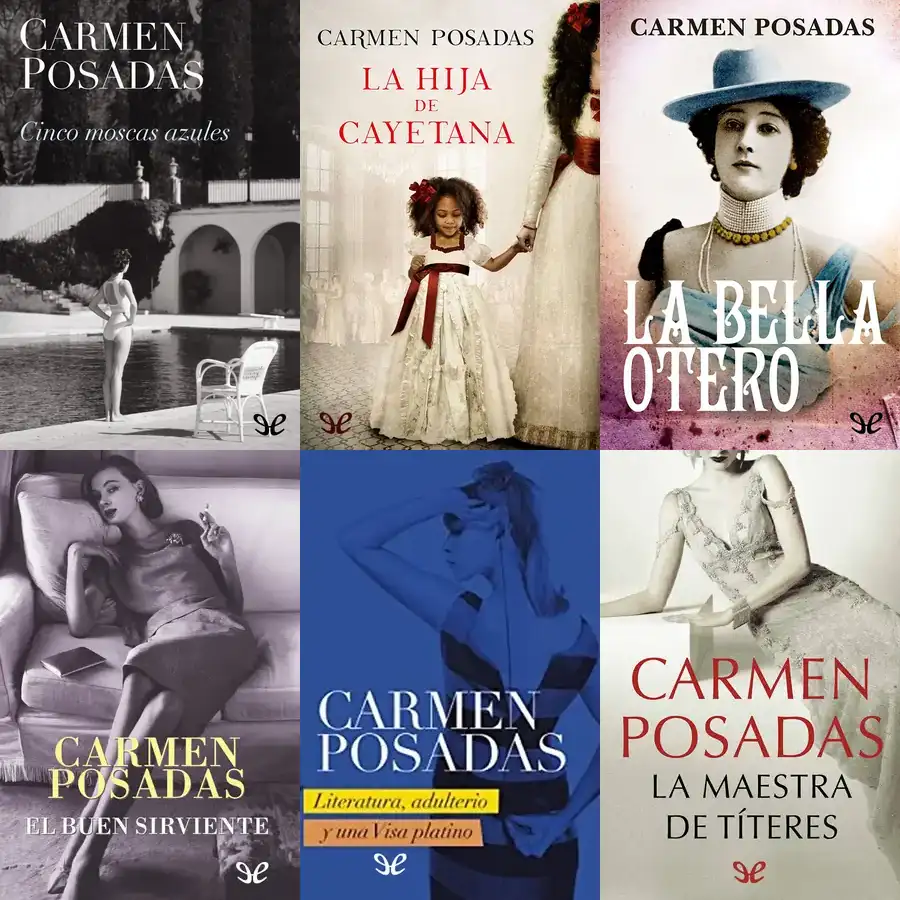 CARMEN
POSADAS
Cinco moscas azules
CARMEN POSADAS
LA HIJA
DE
CAYETANA
CARMEN POSADAS
LA BELLA
OTERO
CARMEN
POSADAS
EL BUEN SIRVIENTE
CARMEN
POSADAS
Literatura, adulterio
y una Visa platino
CARMEN
POSADAS
LA MAESTRA
DE TÍTERES